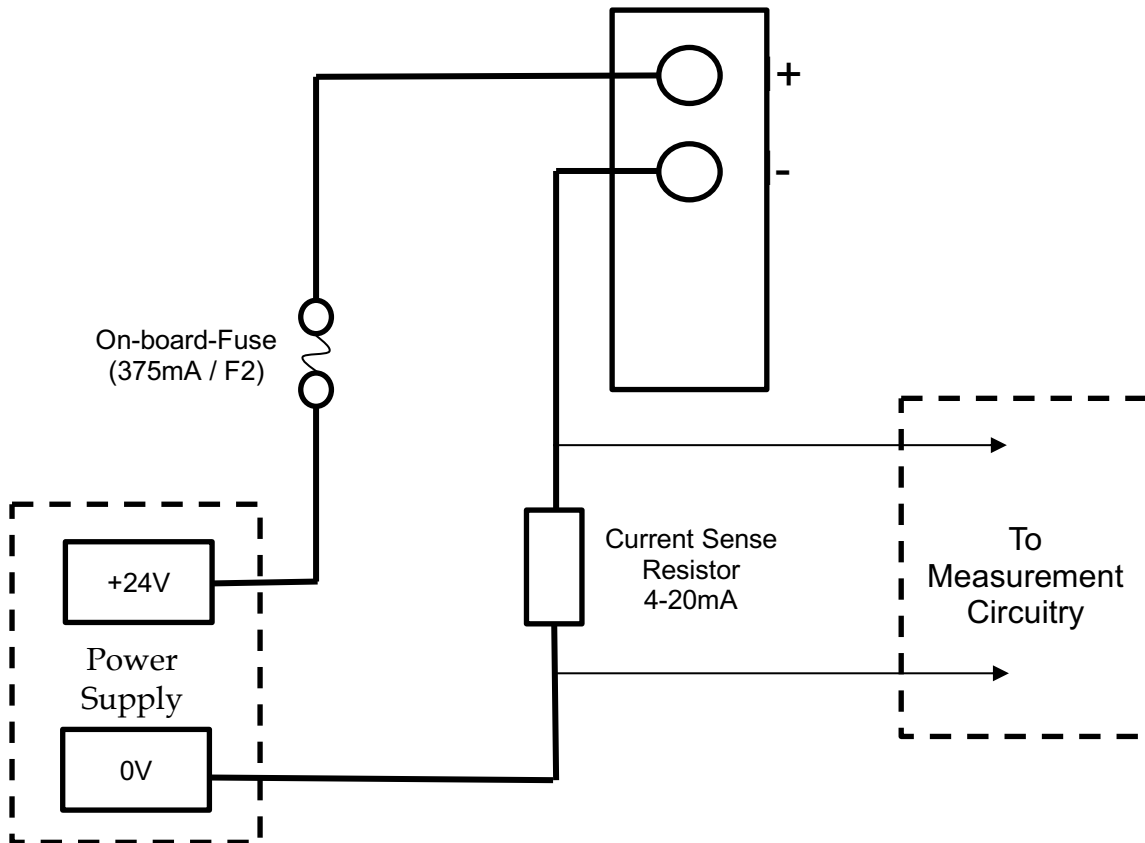 +
-
On-board-Fuse
(375mA / F2)
+24V
Power
Supply
0V
Current Sense
Resistor
4-20mA
To
Measurement
Circuitry